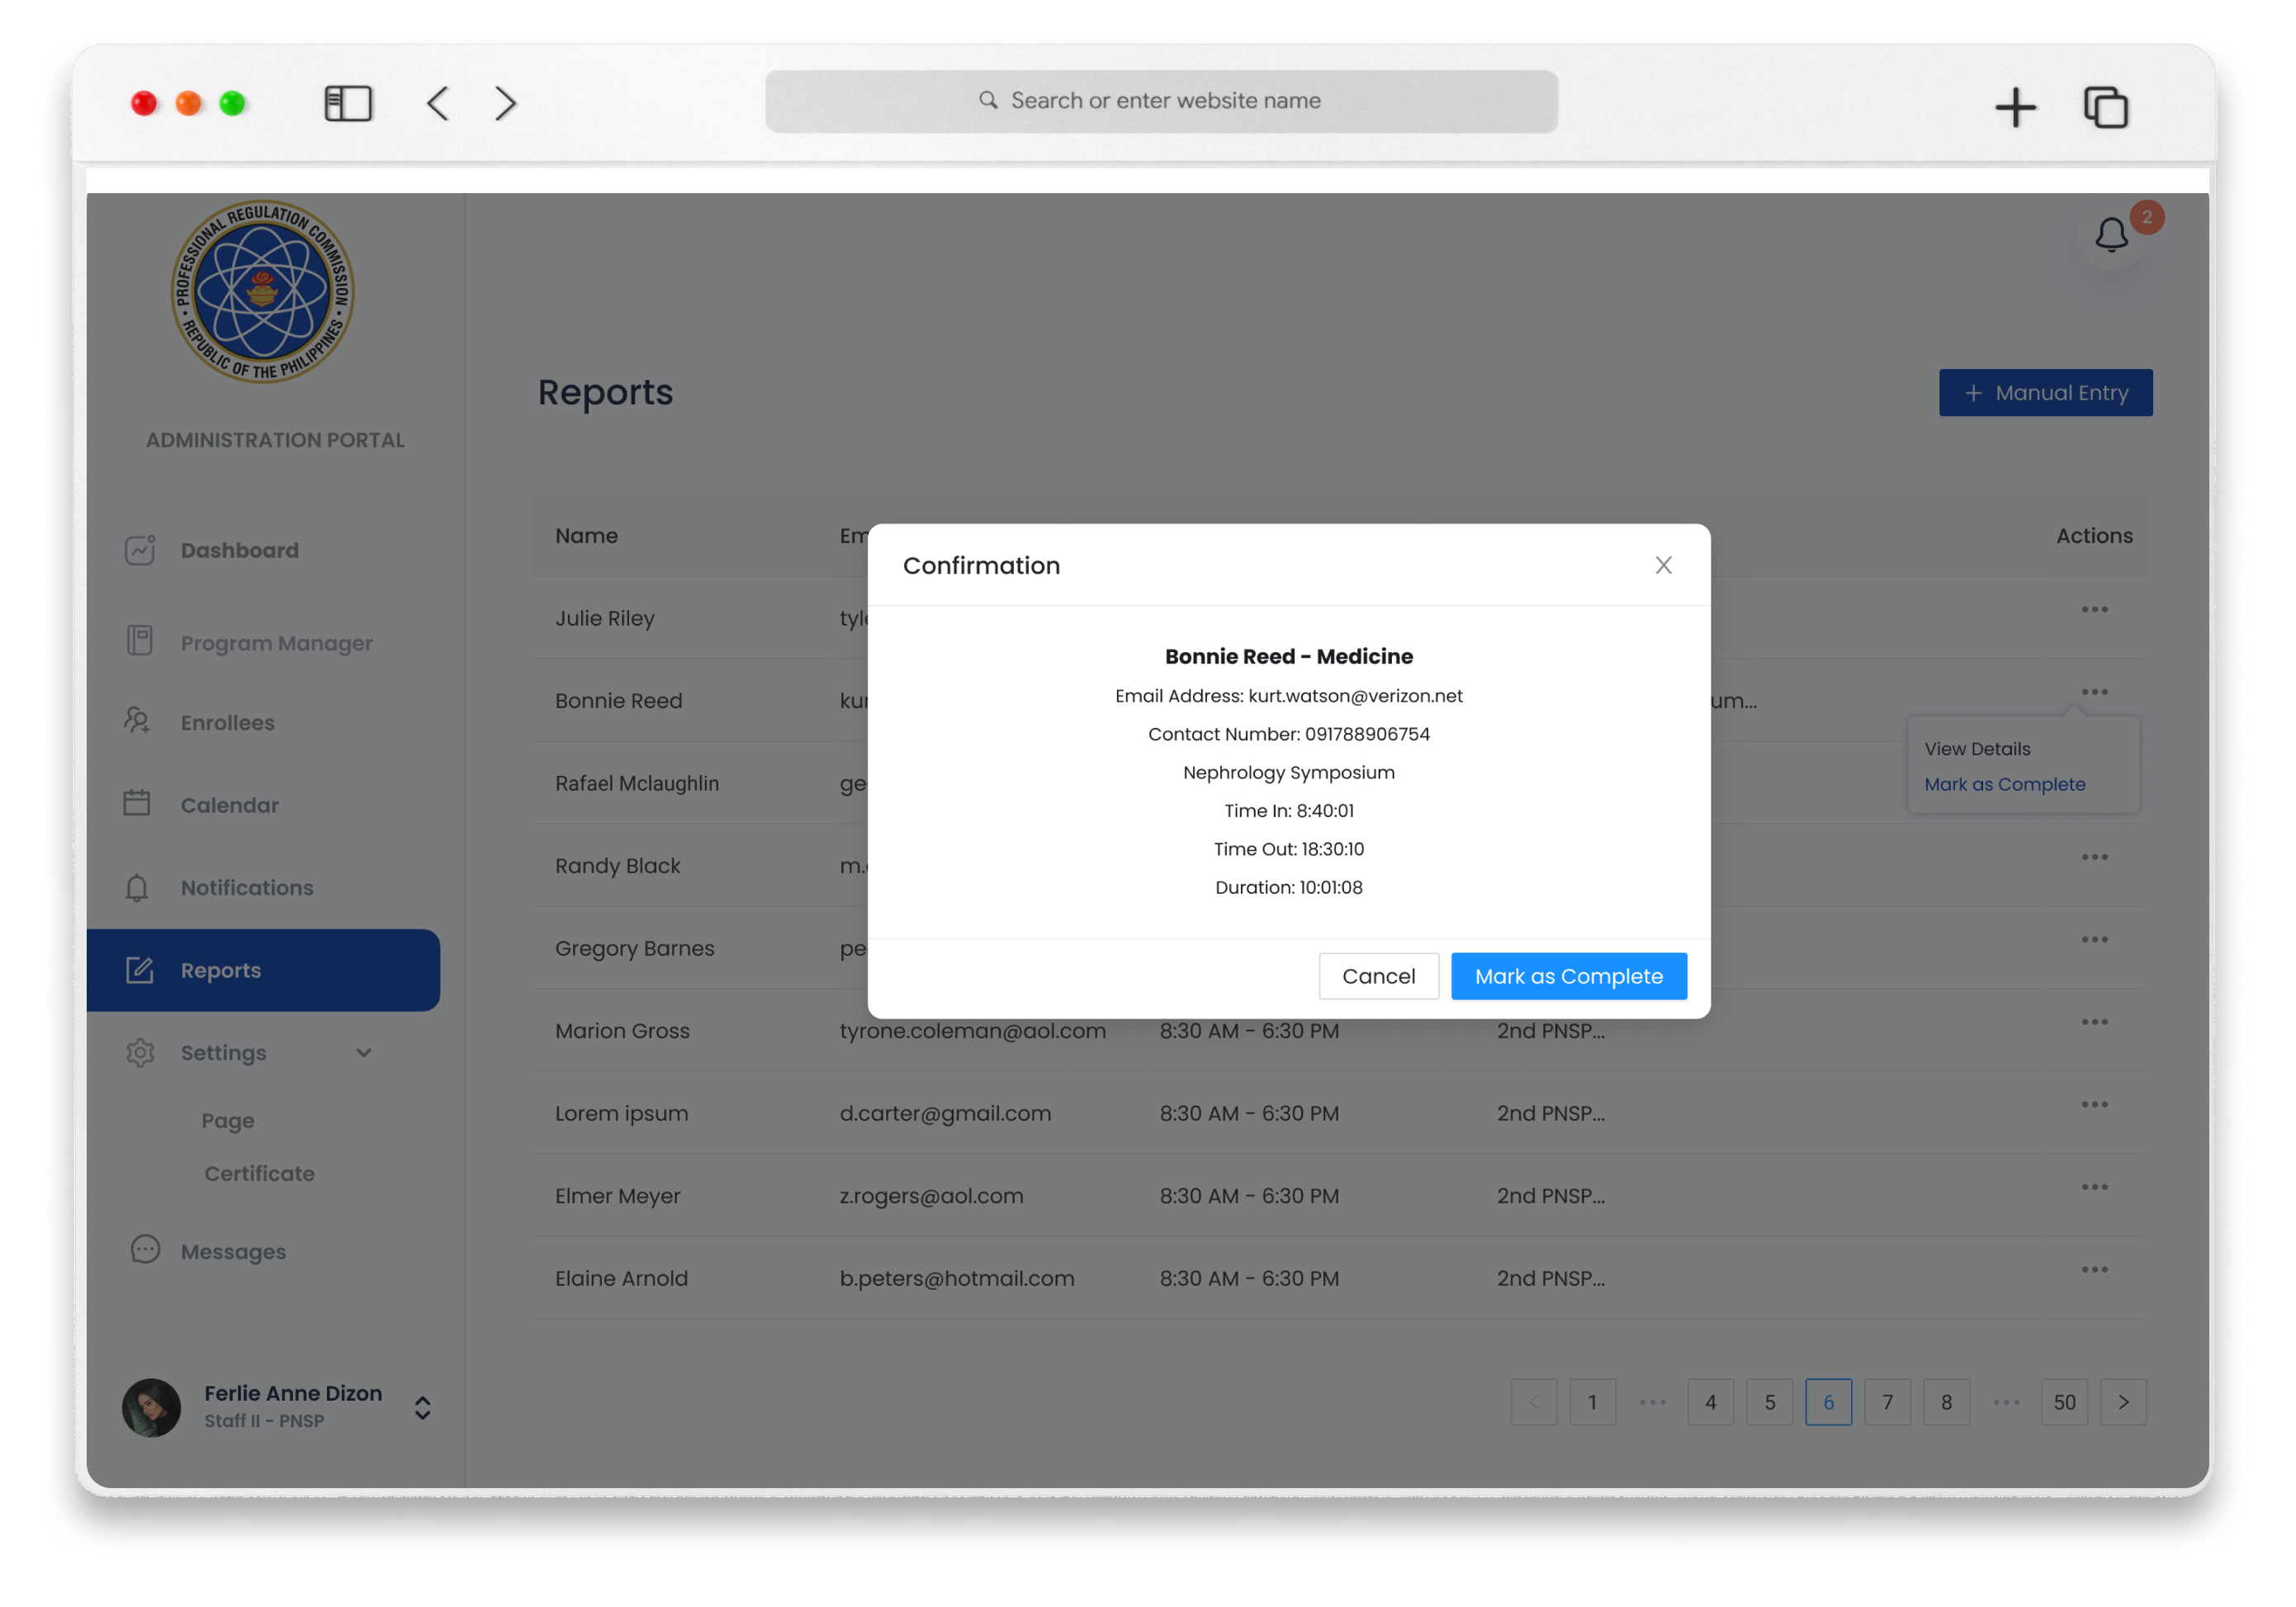 Search or enter website name
PROFESSIONAL REGULATION COMMISSION
REPUBLIC OF THE PHILIPPINES
2
ADMINISTRATION PORTAL
Dashboard
Program Manager
Enrollees
Calendar
Notifications
Reports
Settings
Page
Certificate
Messages
Ferlie Anne Dizon
Staff II - PNSP
Reports
+ Manual Entry
Name Em Actions
Julie Riley tyl
Bonnie Reed ku um...
Rafael Mclaughlin ge
Randy Black m.
Gregory Barnes pe
Marion Gross tyrone.coleman@aol.com 8:30 AM - 6:30 PM 2nd PNSP...
Lorem ipsum d.carter@gmail.com 8:30 AM - 6:30 PM 2nd PNSP...
Elmer Meyer z.rogers@aol.com 8:30 AM - 6:30 PM 2nd PNSP...
Elaine Arnold b.peters@hotmail.com 8:30 AM - 6:30 PM 2nd PNSP...
View Details
Mark as Complete
Confirmation
Bonnie Reed - Medicine
Email Address: kurt.watson@verizon.net
Contact Number: 091788906754
Nephrology Symposium
Time In: 8:40:01
Time Out: 18:30:10
Duration: 10:01:08
Cancel Mark as Complete
< 1 ... 4 5 6 7 8 ... 50 >